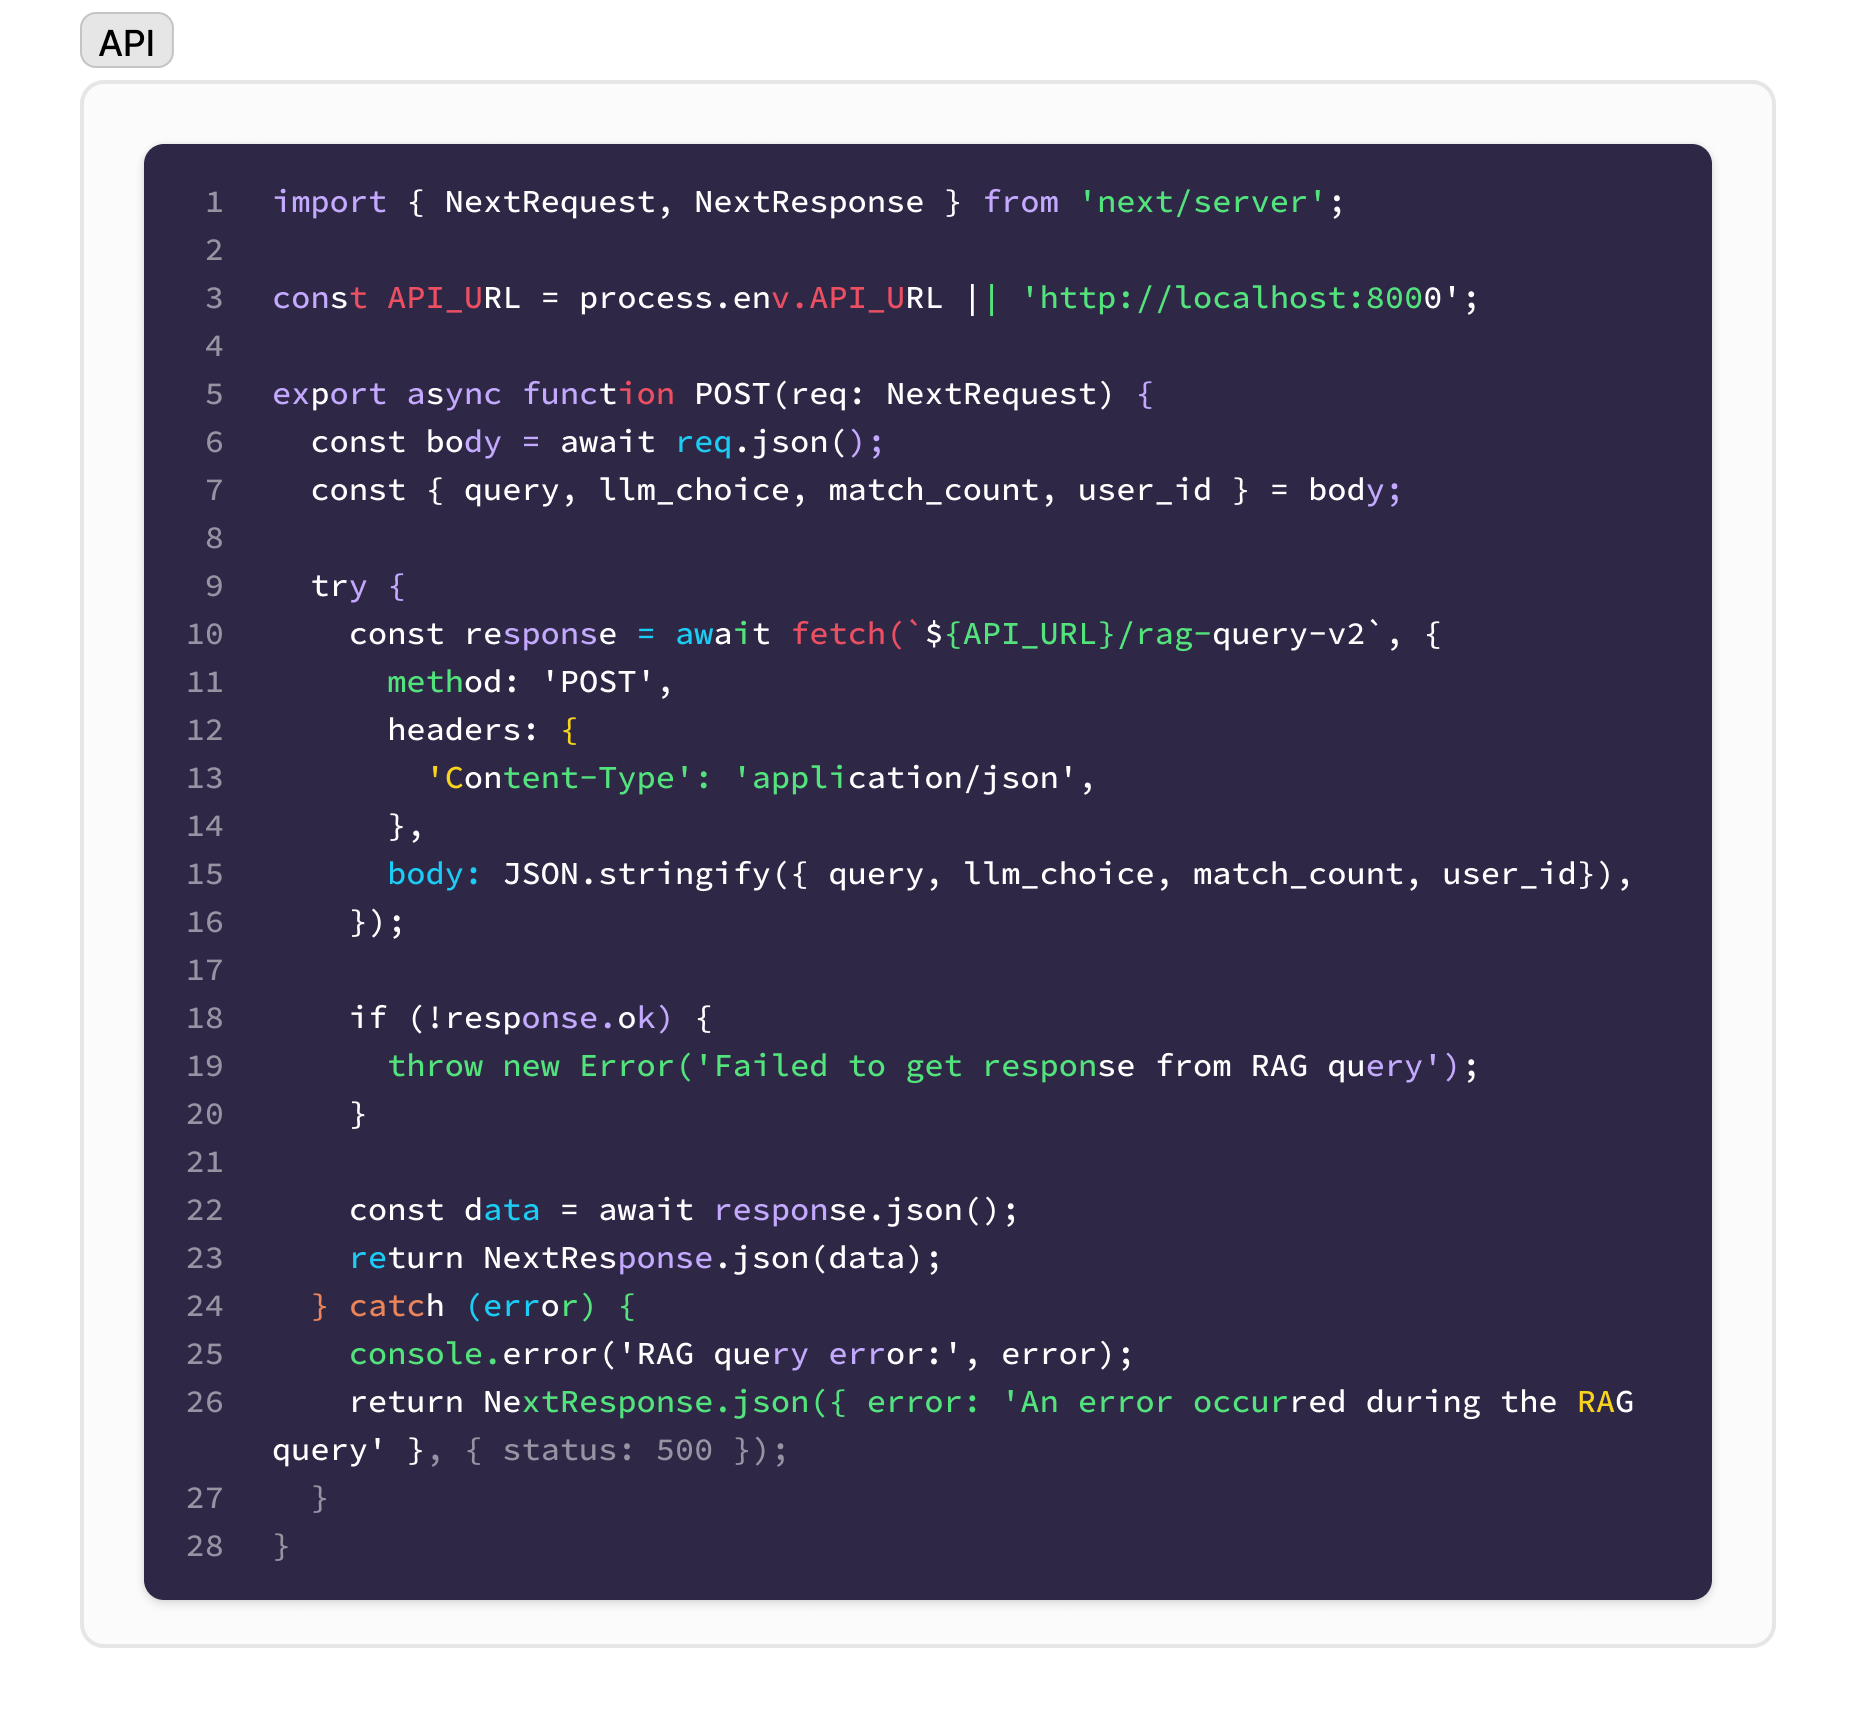 API
1 import { NextRequest, NextResponse } from 'next/server';
2
3 const API_URL = process.env.API_URL || 'http://localhost:8000';
4
5 export async function POST(req: NextRequest) {
6   const body = await req.json();
7   const { query, llm_choice, match_count, user_id } = body;
8
9   try {
10     const response = await fetch(`${API_URL}/rag-query-v2`, {
11       method: 'POST',
12       headers: {
13         'Content-Type': 'application/json',
14       },
15       body: JSON.stringify({ query, llm_choice, match_count, user_id}),
16     });
17
18     if (!response.ok) {
19       throw new Error('Failed to get response from RAG query');
20     }
21
22     const data = await response.json();
23     return NextResponse.json(data);
24   } catch (error) {
25     console.error('RAG query error:', error);
26     return NextResponse.json({ error: 'An error occurred during the RAG
query' }, { status: 500 });
27   }
28 }